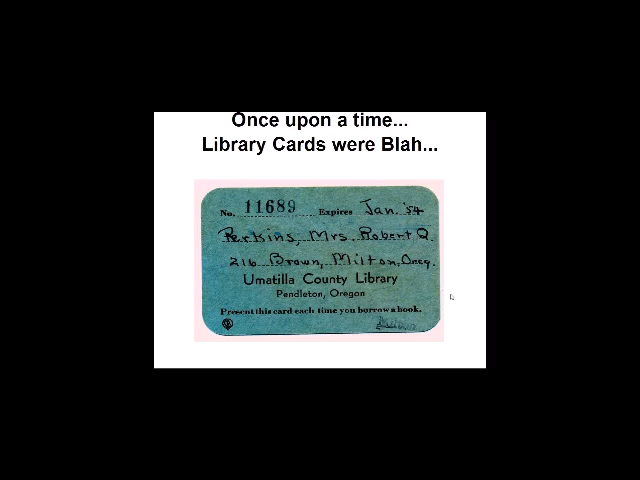 Once upon a time...
Library Cards were Blah...
No. 11689 Expires Jan. '54
Perkins, Mrs. Robert Q.
216 Brown, Milton, Oreg.
Umatilla County Library
Pendleton, Oregon
Present this card each time you borrow a book.